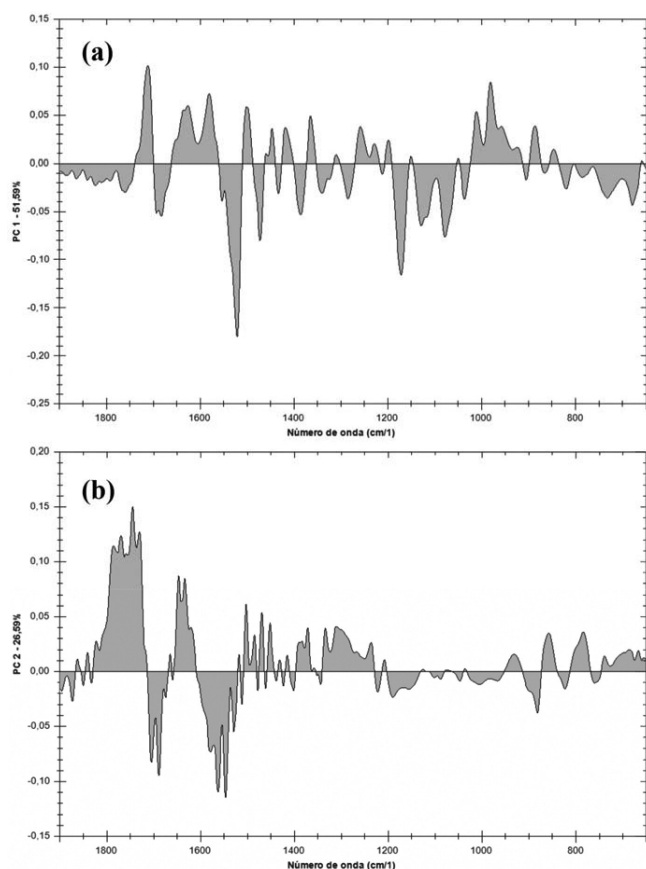 (a)
0,15
0,10
0,05
0,00
-0,05
-0,10
-0,15
-0,20
-0,25
PC 1 - 51,59%
1800 1600 1400 1200 1000 800
Número de onda (cm/1)
(b)
0,20
0,15
0,10
0,05
0,00
-0,05
-0,10
-0,15
PC 2 - 26,59%
1800 1600 1400 1200 1000 800
Número de onda (cm/1)